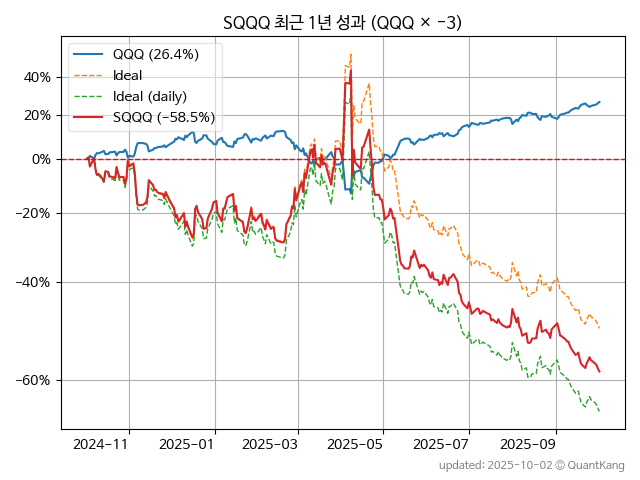 SQQQ 최근 1년 성과 (QQQ × −3)
QQQ (26.4%)
Ideal
Ideal (daily)
SQQQ (−58.5%)
40%
20%
0%
−20%
−40%
−60%
2024-11
2025-01
2025-03
2025-05
2025-07
2025-09
updated: 2025-10-02 © QuantKang